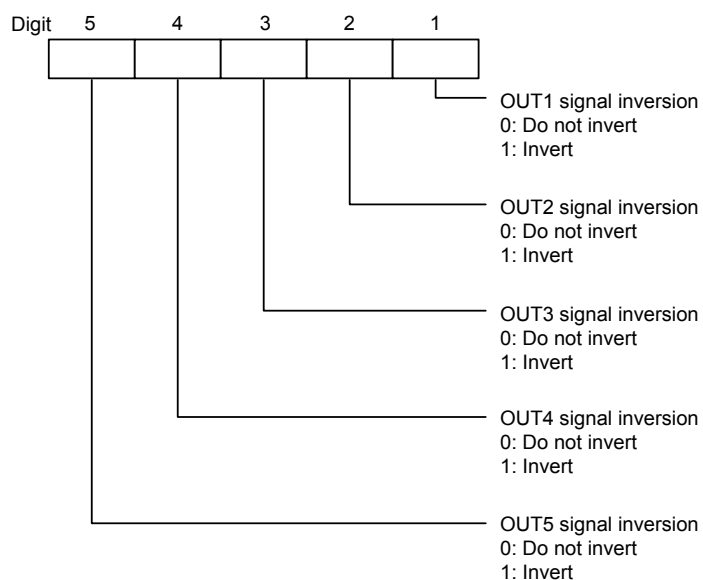 Digit 5 4 3 2 1
OUT1 signal inversion
0: Do not invert
1: Invert
OUT2 signal inversion
0: Do not invert
1: Invert
OUT3 signal inversion
0: Do not invert
1: Invert
OUT4 signal inversion
0: Do not invert
1: Invert
OUT5 signal inversion
0: Do not invert
1: Invert